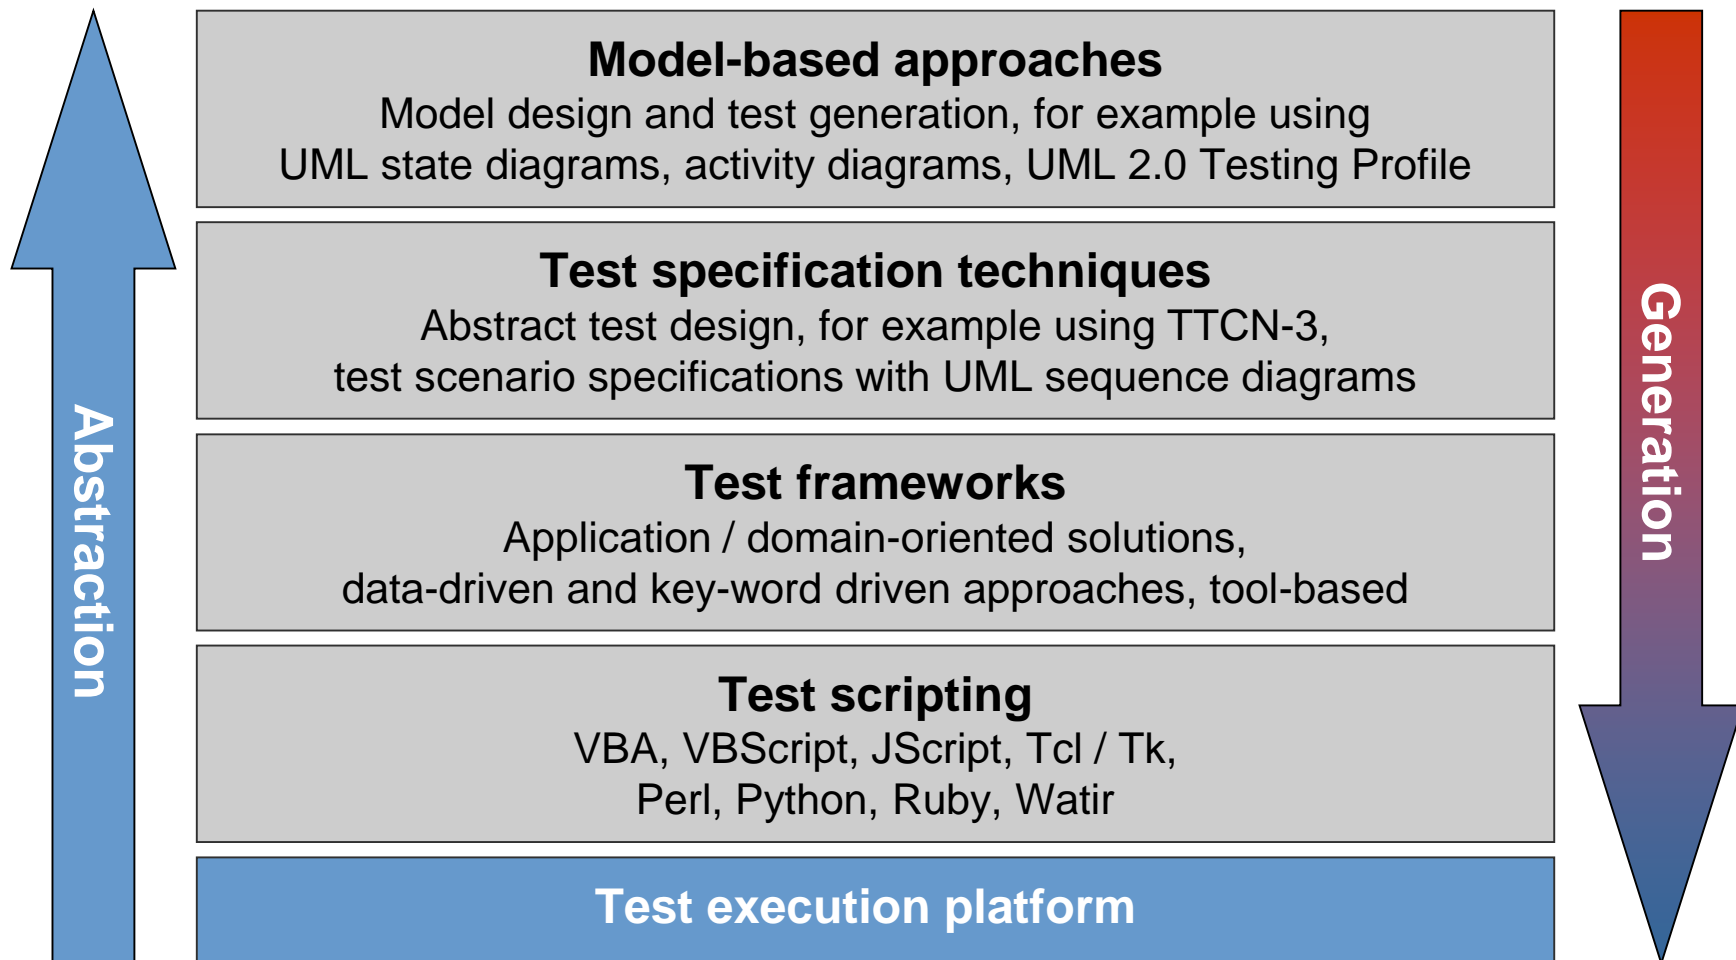 Abstraction
Model-based approaches
Model design and test generation, for example using
UML state diagrams, activity diagrams, UML 2.0 Testing Profile
Test specification techniques
Abstract test design, for example using TTCN-3,
test scenario specifications with UML sequence diagrams
Test frameworks
Application / domain-oriented solutions,
data-driven and key-word driven approaches, tool-based
Test scripting
VBA, VBScript, JScript, Tcl / Tk,
Perl, Python, Ruby, Watir
Test execution platform
Generation